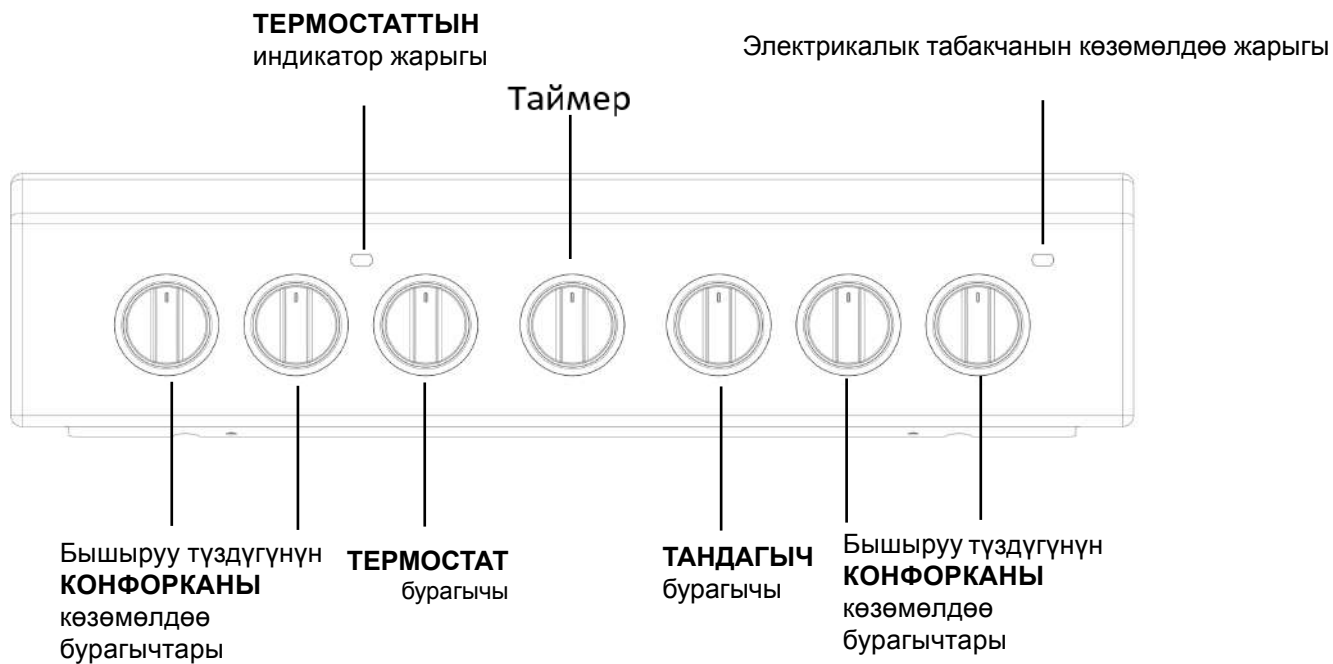 ТЕРМОСТАТТЫН
индикатор жарыгы
Электрикалык табакчанын көзөмөлдөө жарыгы
Таймер
Бышыруу түздүгүнүн
КОНФОРКАНЫ
көзөмөлдөө
бурагычтары
ТЕРМОСТАТ
бурагычы
ТАНДАГЫЧ
бурагычы
Бышыруу түздүгүнүн
КОНФОРКАНЫ
көзөмөлдөө
бурагычтары